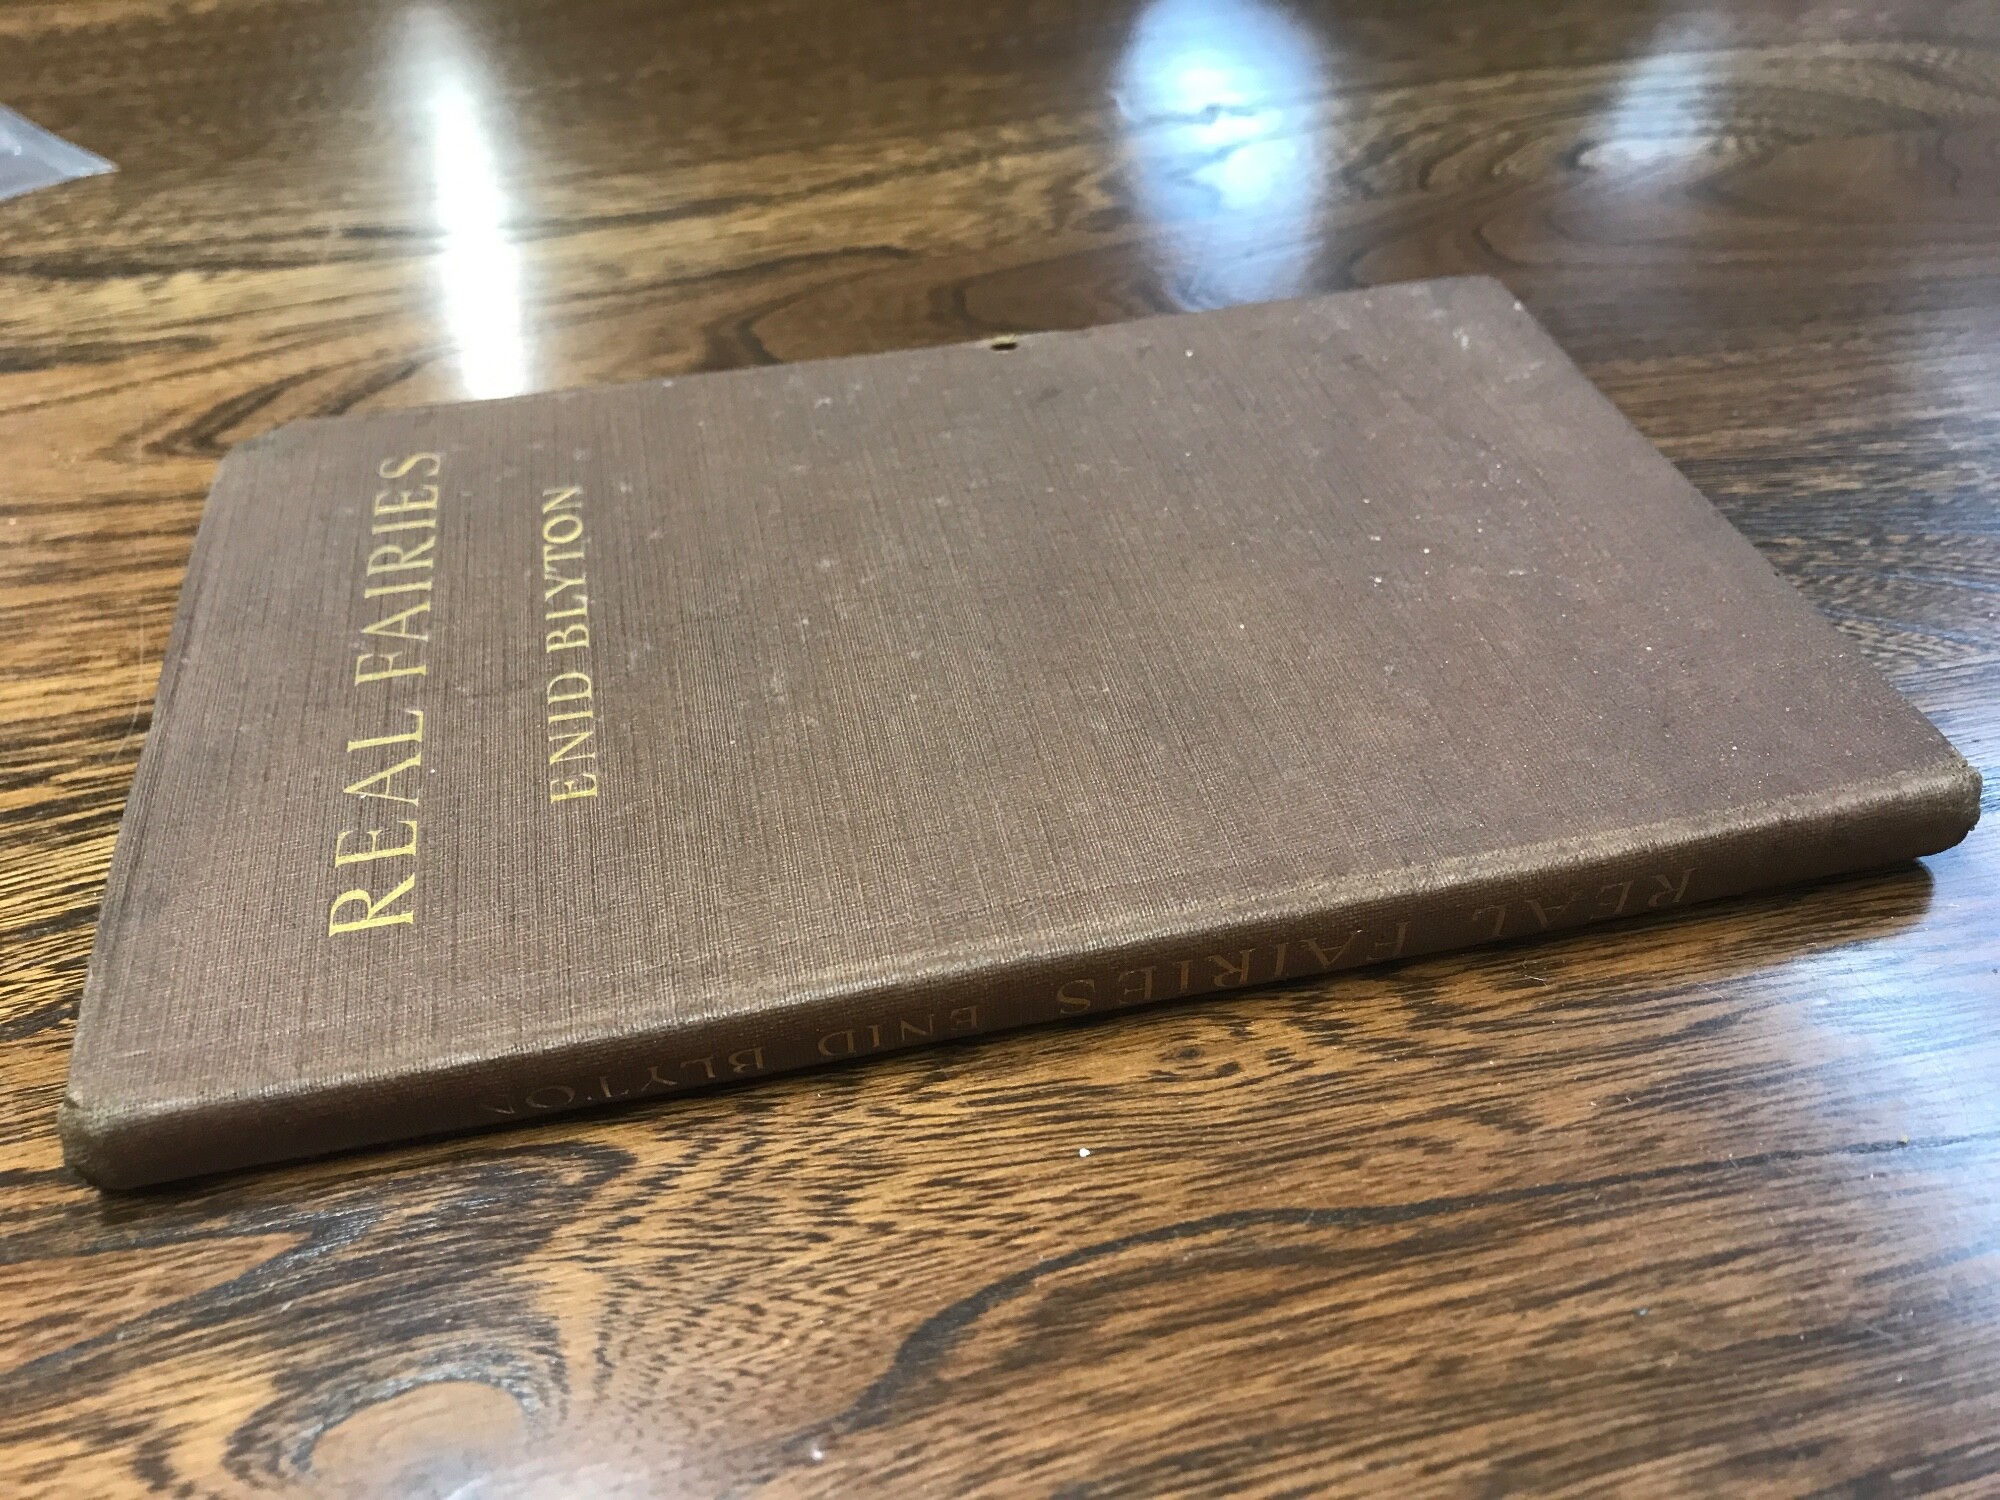 REAL FAIRIES
ENID BLYTON
REAL FAIRIES ENID BLYTON